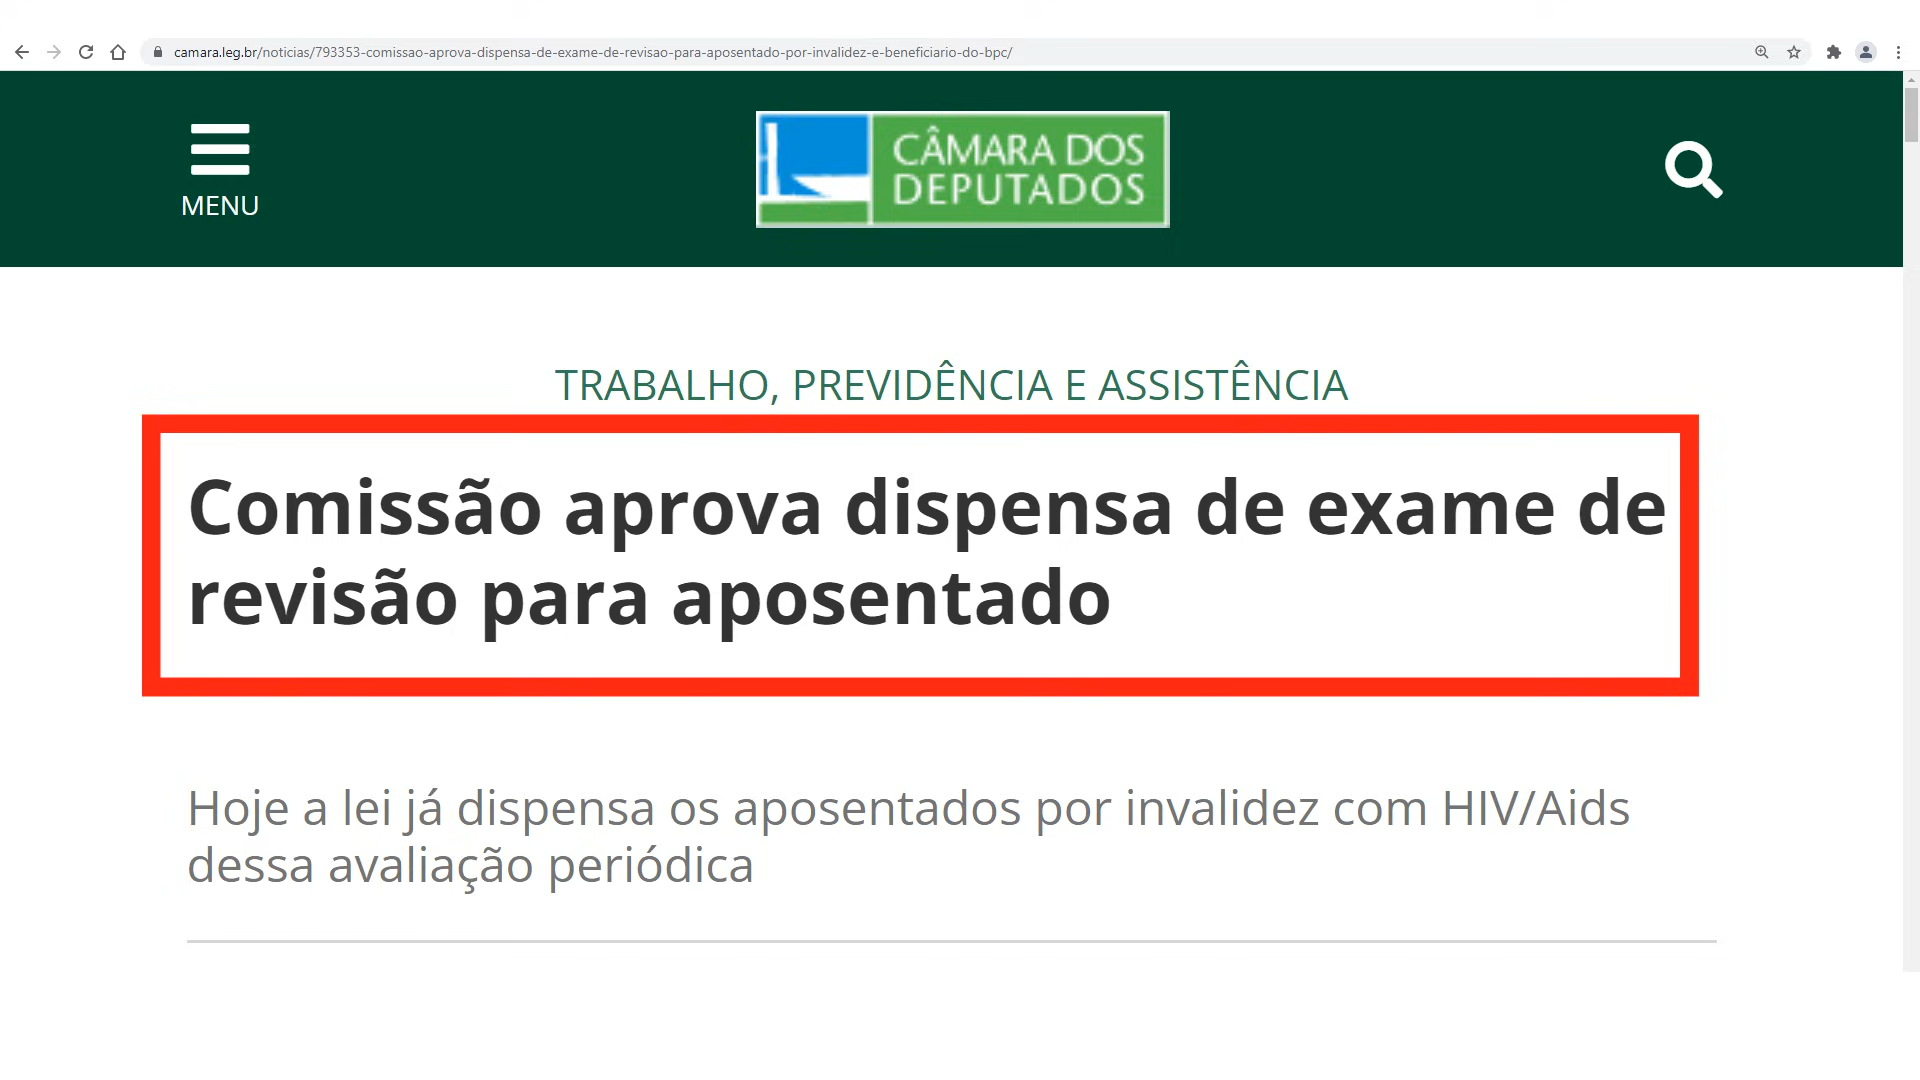 camara.leg.br/noticias/793353-comissao-aprova-dispensa-de-exame-de-revisao-para-aposentado-por-invalidez-e-beneficiario-do-bpc/
MENU
CÂMARA DOS
DEPUTADOS
TRABALHO, PREVIDÊNCIA E ASSISTÊNCIA
Comissão aprova dispensa de exame de
revisão para aposentado
Hoje a lei já dispensa os aposentados por invalidez com HIV/Aids
dessa avaliação periódica